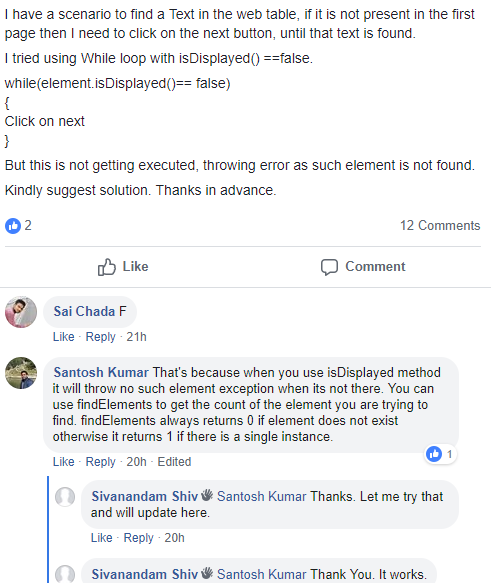 I have a scenario to find a Text in the web table, if it is not present in the first
page then I need to click on the next button, until that text is found.
I tried using While loop with isDisplayed() ==false.
while(element.isDisplayed()== false)
{
Click on next
}
But this is not getting executed, throwing error as such element is not found.
Kindly suggest solution. Thanks in advance.
2 12 Comments
Like Comment
Sai Chada F
Like · Reply · 21h
Santosh Kumar That's because when you use isDisplayed method
it will throw no such element exception when its not there. You can
use findElements to get the count of the element you are trying to
find. findElements always returns 0 if element does not exist
otherwise it returns 1 if there is a single instance.
1
Like · Reply · 20h · Edited
Sivanandam Shiv Santosh Kumar Thanks. Let me try that
and will update here.
Like · Reply · 20h
Sivanandam Shiv Santosh Kumar Thank You. It works.